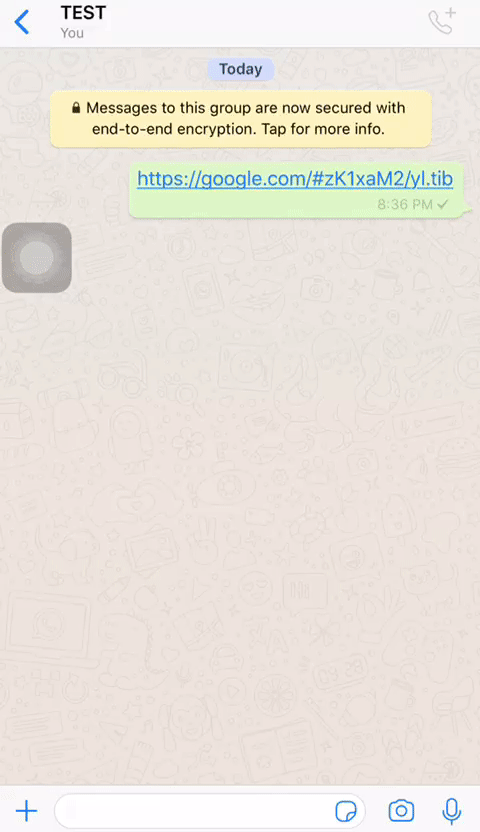 TEST
You
Today
Messages to this group are now secured with
end-to-end encryption. Tap for more info.
https://google.com/#zK1xaM2/yl.tib
8:36 PM